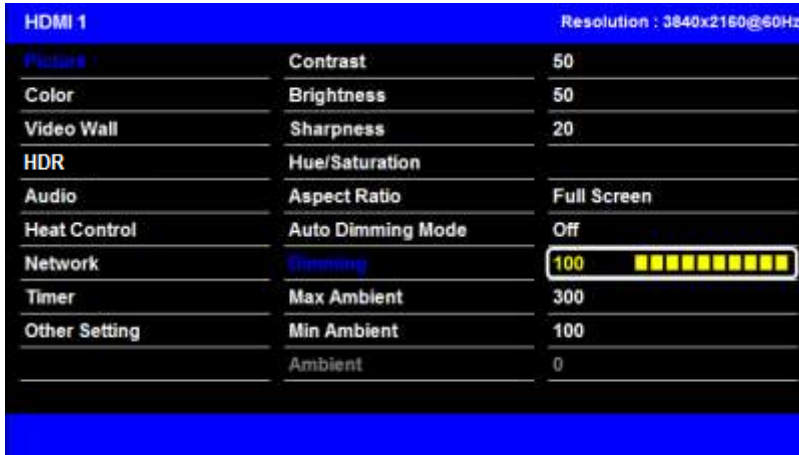 HDMI 1 Resolution : 3840x2160@60Hz
Picture Contrast 50
Color Brightness 50
Video Wall Sharpness 20
HDR Hue/Saturation
Audio Aspect Ratio Full Screen
Heat Control Auto Dimming Mode Off
Network Dimming 100
Timer Max Ambient 300
Other Setting Min Ambient 100
Ambient 0